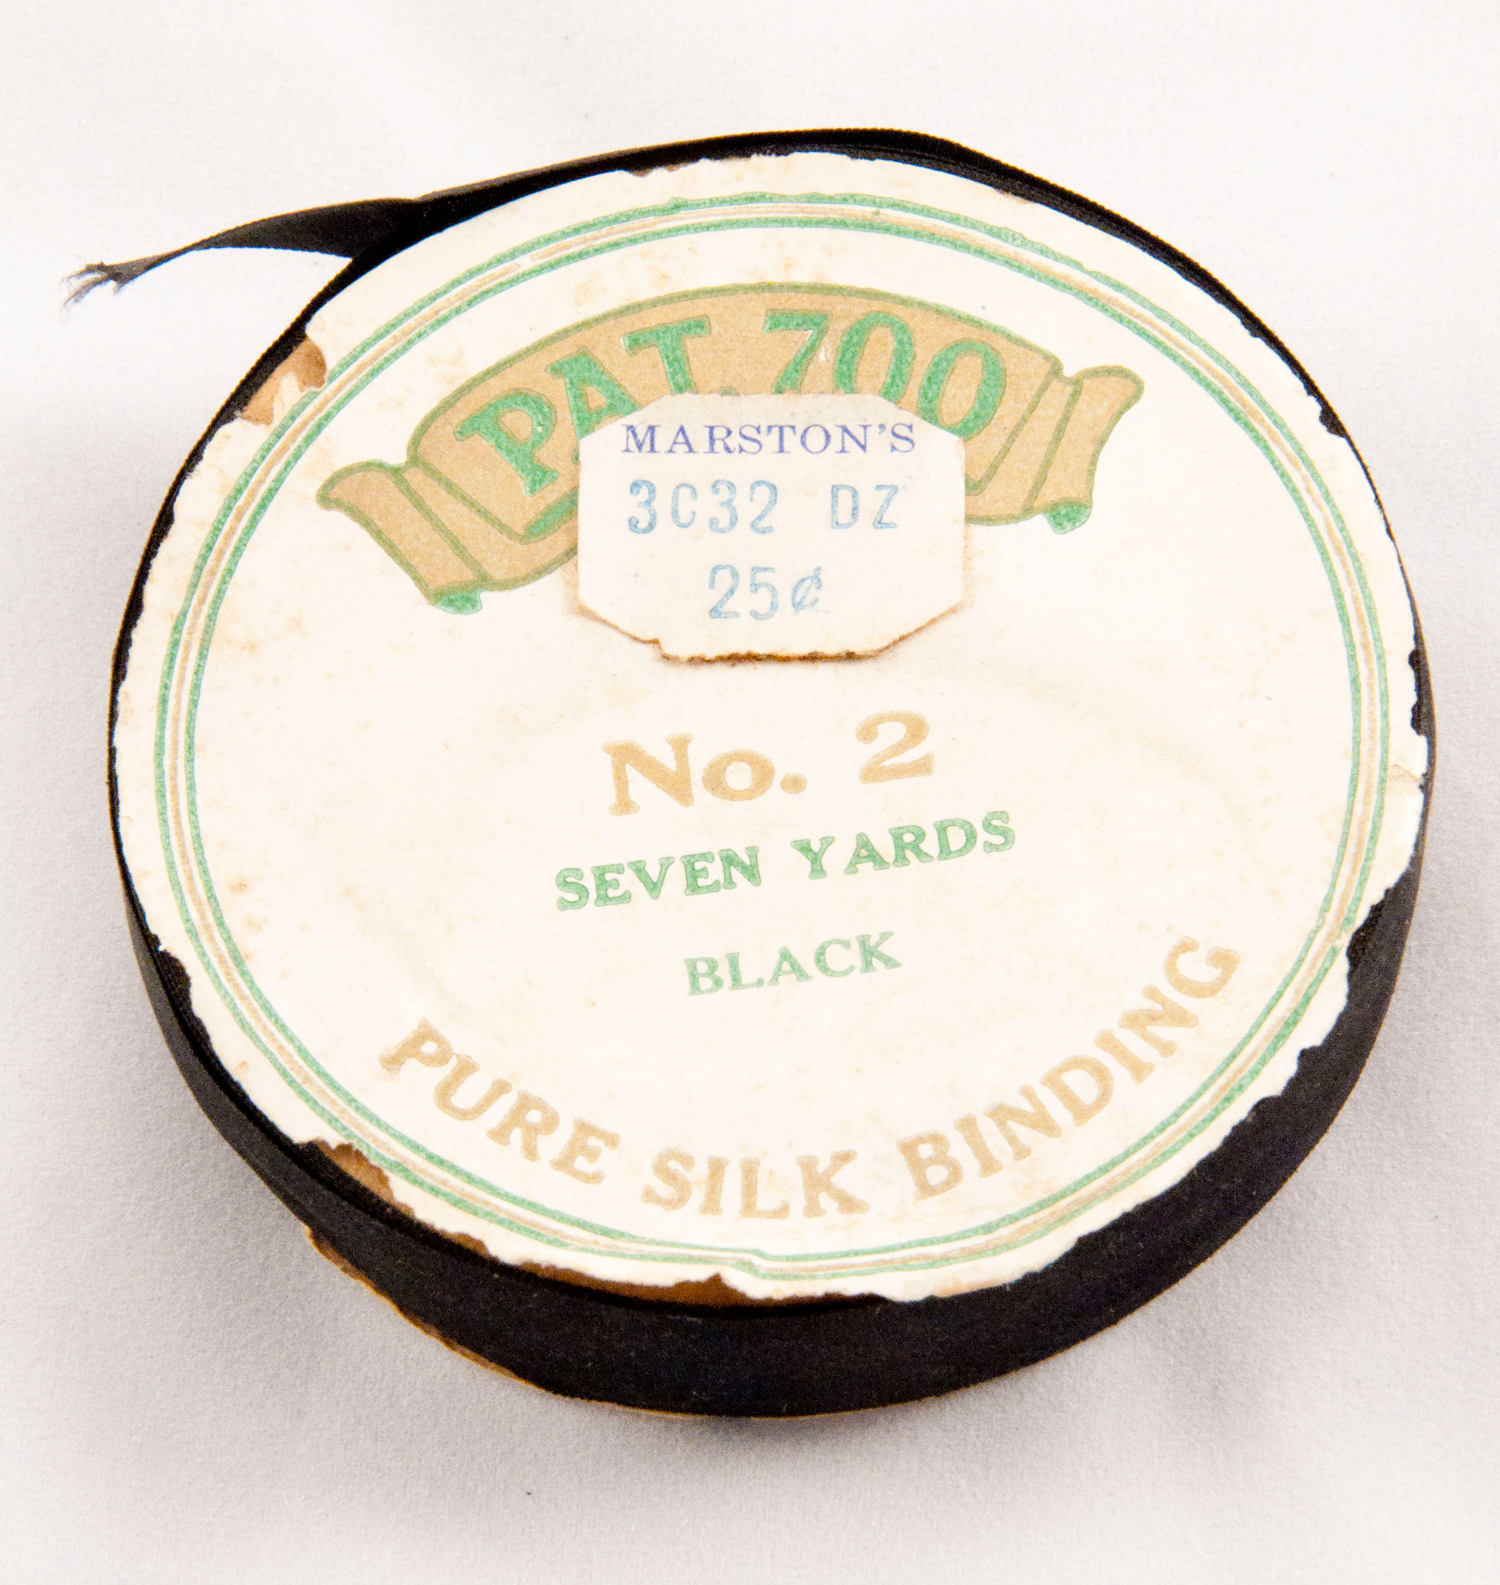 PAT. 700
MARSTON'S
3C32 DZ
25¢
No. 2
SEVEN YARDS
BLACK
PURE SILK BINDING